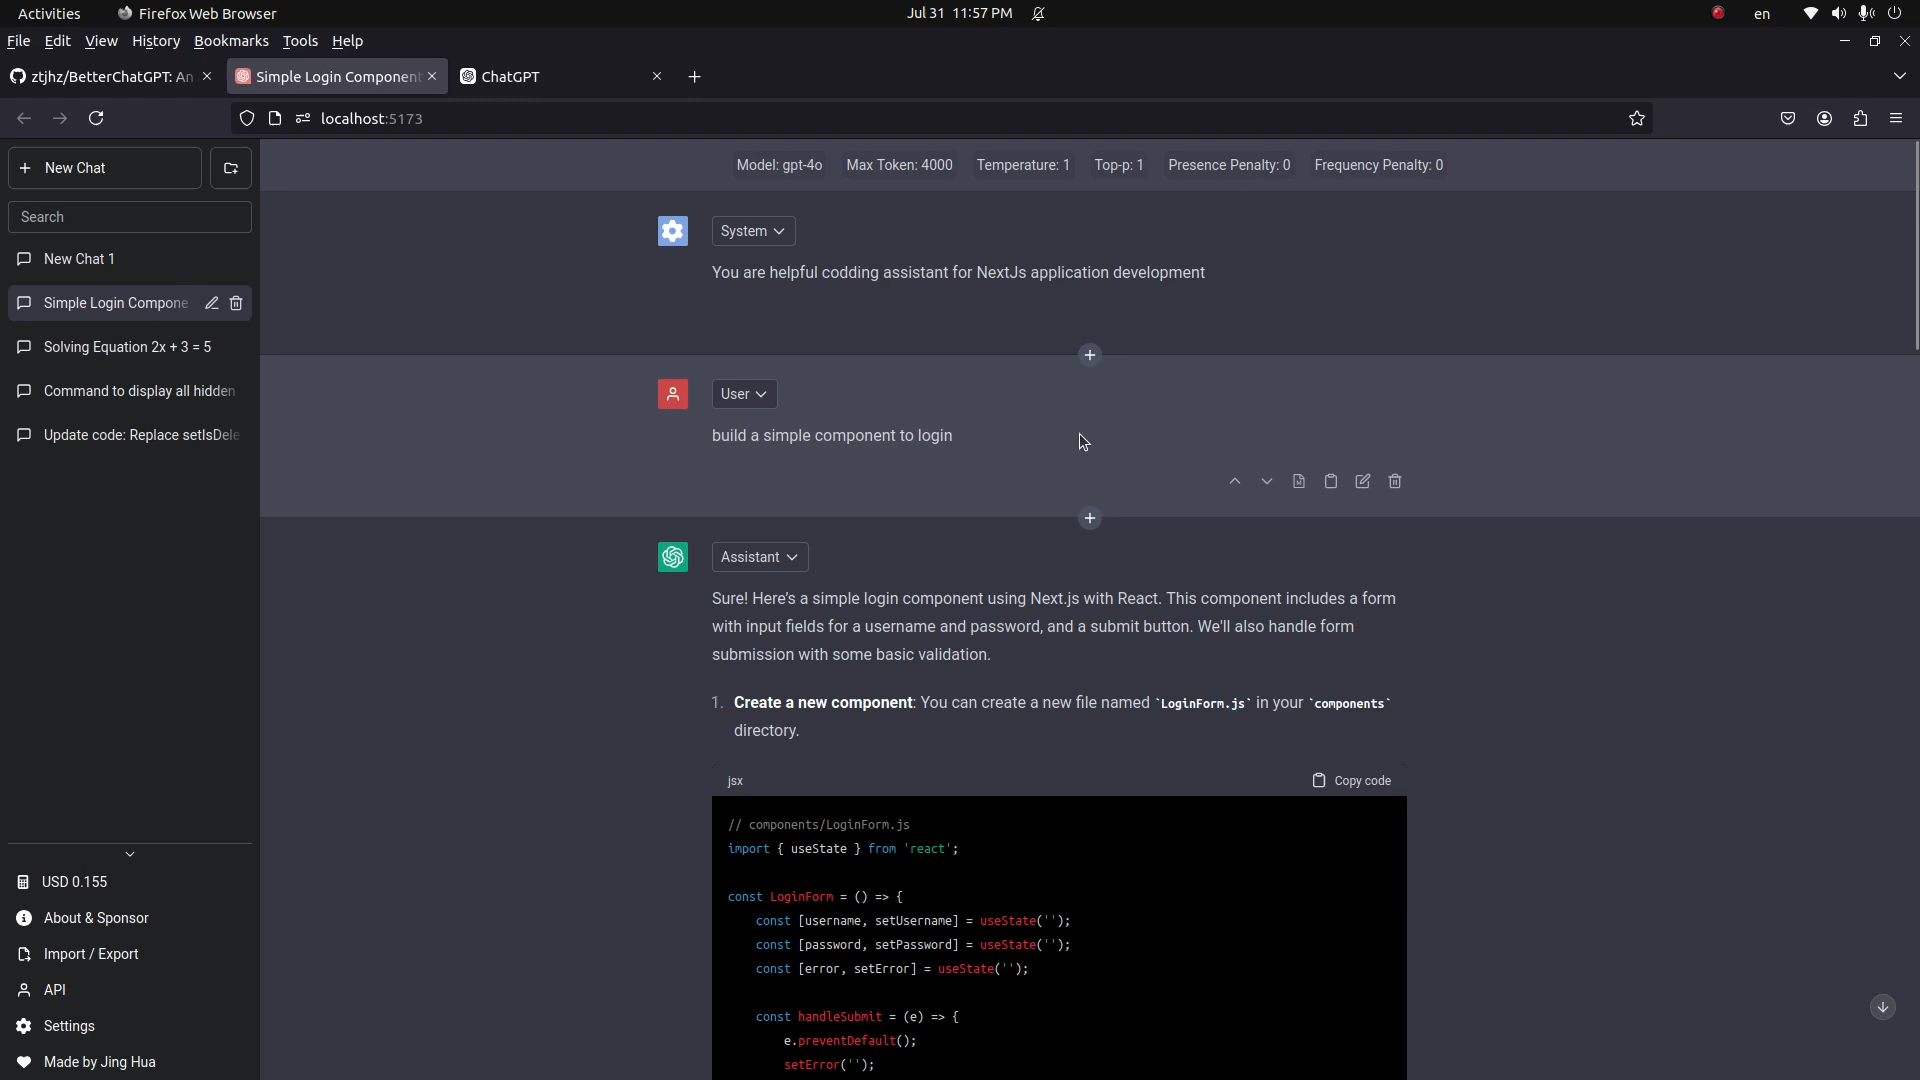 Activities
Firefox Web Browser
Jul 31 11:57 PM
en
File Edit View History Bookmarks Tools Help
ztjhz/BetterChatGPT: An
Simple Login Component
ChatGPT
localhost:5173
New Chat
Search
New Chat 1
Simple Login Compone
Solving Equation 2x + 3 = 5
Command to display all hidden
Update code: Replace setIsDele
USD 0.155
About & Sponsor
Import / Export
API
Settings
Made by Jing Hua
Model: gpt-4o Max Token: 4000 Temperature: 1 Top-p: 1 Presence Penalty: 0 Frequency Penalty: 0
System
You are helpful codding assistant for NextJs application development
User
build a simple component to login
Assistant
Sure! Here's a simple login component using Next.js with React. This component includes a form
with input fields for a username and password, and a submit button. We'll also handle form
submission with some basic validation.
1. Create a new component: You can create a new file named `LoginForm.js` in your `components`
directory.
jsx
Copy code
// components/LoginForm.js
import { useState } from 'react';
const LoginForm = () => {
const [username, setUsername] = useState('');
const [password, setPassword] = useState('');
const [error, setError] = useState('');
const handleSubmit = (e) => {
e.preventDefault();
setError('');